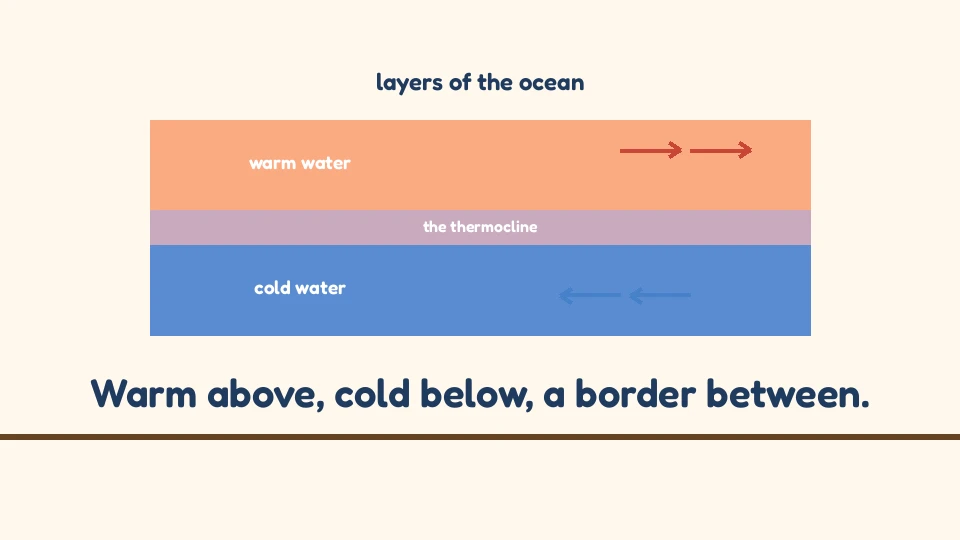 layers of the ocean
warm water
the thermocline
cold water
Warm above, cold below, a border between.